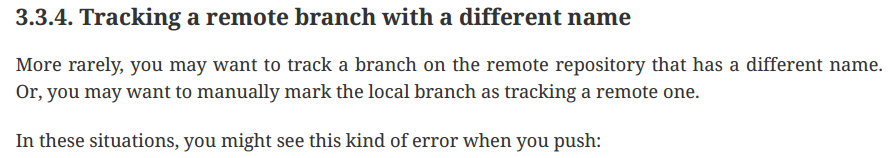 3.3.4. Tracking a remote branch with a different name
More rarely, you may want to track a branch on the remote repository that has a different name.
Or, you may want to manually mark the local branch as tracking a remote one.
In these situations, you might see this kind of error when you push: